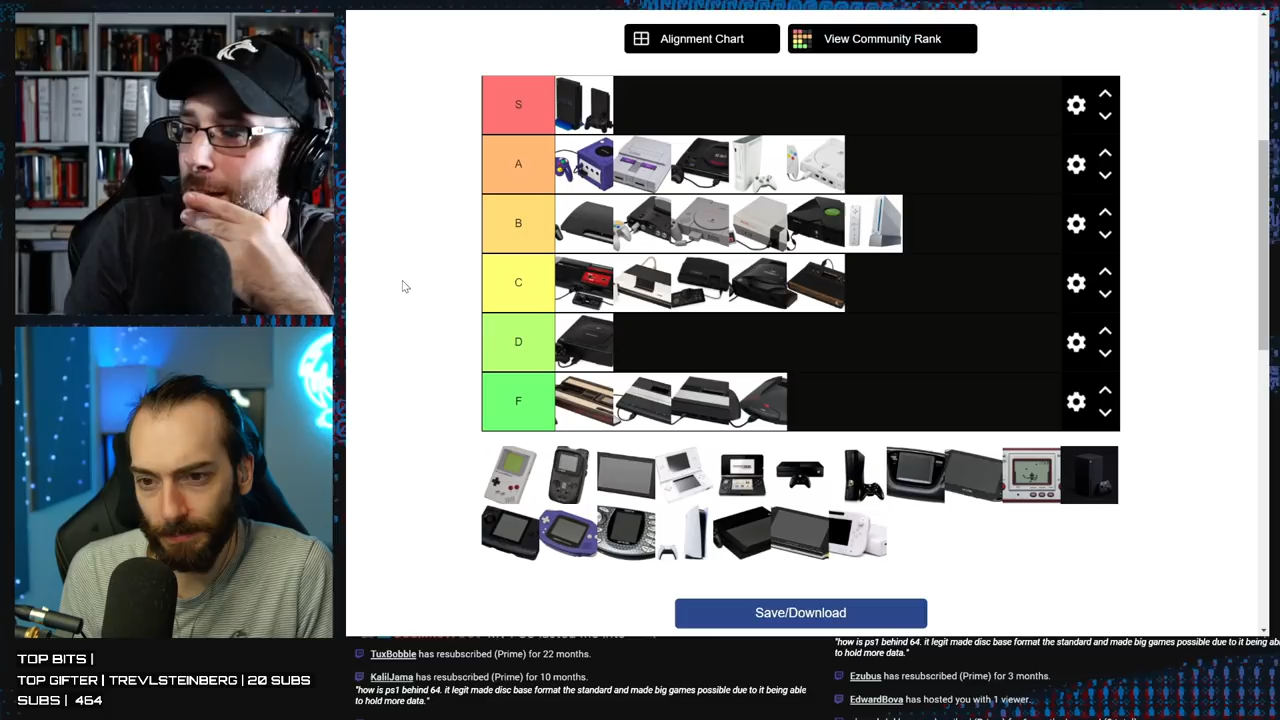 Alignment Chart
View Community Rank
S
A
B
C
D
F
Save/Download
TOP BITS |
TOP GIFTER | TREVLSTEINBERG | 20 SUBS
SUBS | 464
TuxBobble has resubscribed (Prime) for 22 months.
KalilJama has resubscribed (Prime) for 10 months.
"how is ps1 behind 64. it legit made disc base format the standard and made big games possible due to it being able
to hold more data."
"how is ps1 behind 64. it legit made disc base format the standard and made big games possible due to it being able
to hold more data."
Ezubus has resubscribed (Prime) for 3 months.
EdwardBova has hosted you with 1 viewer.